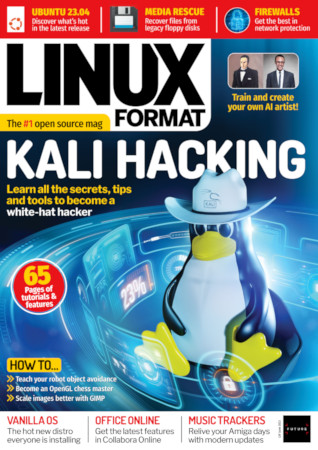 UBUNTU 23.04
Discover what's hot
in the latest release
MEDIA RESCUE
Recover files from
legacy floppy disks
FIREWALLS
Get the best in
network protection
LINUX
FORMAT
The #1 open source mag
Train and create
your own AI artist!
KALI HACKING
Learn all the secrets, tips
and tools to become a
white-hat hacker
KALI
65
Pages of
tutorials &
features
23%
HOW TO...
Teach your robot object avoidance
Become an OpenGL chess master
Scale images better with GIMP
VANILLA OS
The hot new distro
everyone is installing
OFFICE ONLINE
Get the latest features
in Collabora Online
MUSIC TRACKERS
Relive your Amiga days
with modern updates
FUTURE